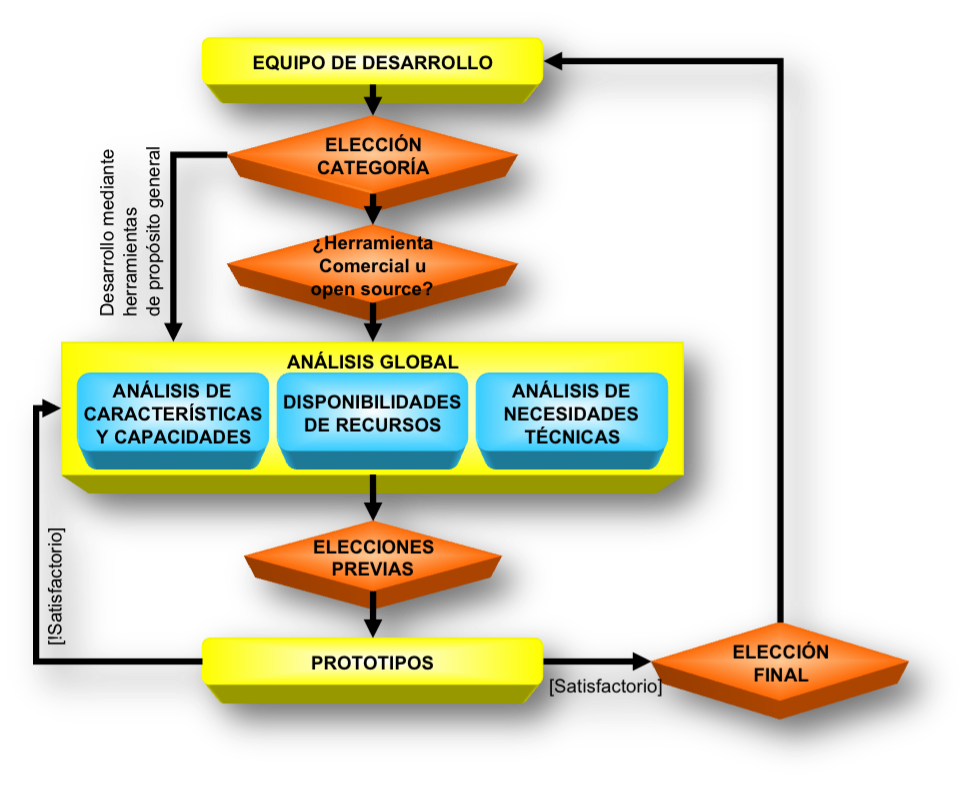 EQUIPO DE DESARROLLO
ELECCIÓN
CATEGORÍA
Desarrollo mediante
herramientas
de propósito general
¿Herramienta
Comercial u
open source?
ANÁLISIS GLOBAL
ANÁLISIS DE
CARACTERÍSTICAS
Y CAPACIDADES
DISPONIBILIDADES
DE RECURSOS
ANÁLISIS DE
NECESIDADES
TÉCNICAS
ELECCIONES
PREVIAS
[!Satisfactorio]
PROTOTIPOS
[Satisfactorio]
ELECCIÓN
FINAL